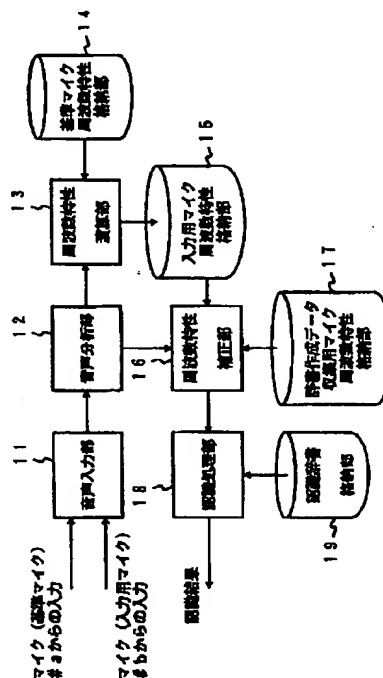 マイク (基準マイク)
#aからの入力
マイク (入力用マイク)
#bからの入力
11
音声入力部
12
音声分析部
13
周波数特性
演算部
14
基準マイク
周波数特性
格納部
15
入力用マイク
周波数特性
格納部
16
周波数特性
補正部
17
辞書作成データ
収集用マイク
周波数特性
格納部
18
認識処理部
19
認識辞書
格納部
認識結果